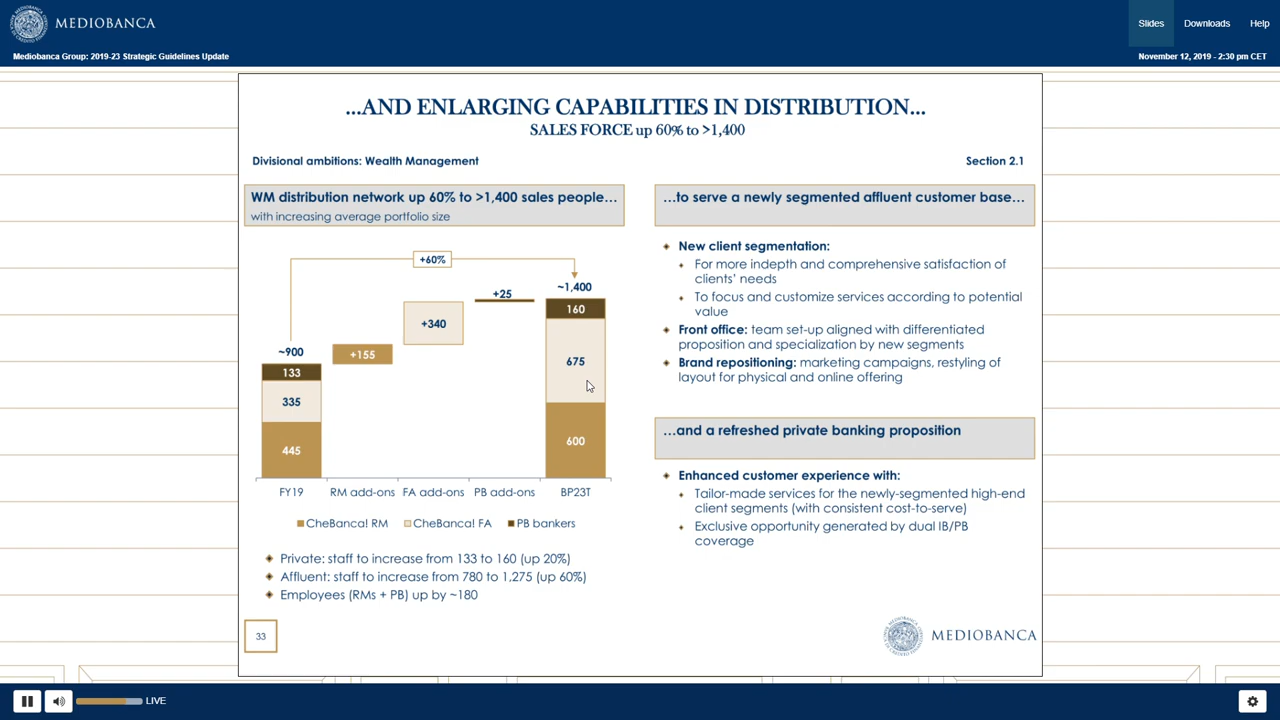 MEDIOBANCA
Slides
Downloads
Help
Mediobanca Group: 2019-23 Strategic Guidelines Update
November 12, 2019 - 2:30 pm CET
...AND ENLARGING CAPABILITIES IN DISTRIBUTION...
SALES FORCE up 60% to >1,400
Divisional ambitions: Wealth Management
Section 2.1
WM distribution network up 60% to >1,400 sales people...
with increasing average portfolio size
+60%
~900
133
335
445
+155
+340
+25
~1,400
160
675
600
FY19
RM add-ons
FA add-ons
PB add-ons
BP23T
CheBanca! RM
CheBanca! FA
PB bankers
Private: staff to increase from 133 to 160 (up 20%)
Affluent: staff to increase from 780 to 1,275 (up 60%)
Employees (RMs + PB) up by ~180
...to serve a newly segmented affluent customer base...
New client segmentation:
For more indepth and comprehensive satisfaction of
clients' needs
To focus and customize services according to potential
value
Front office: team set-up aligned with differentiated
proposition and specialization by new segments
Brand repositioning: marketing campaigns, restyling of
layout for physical and online offering
...and a refreshed private banking proposition
Enhanced customer experience with:
Tailor-made services for the newly-segmented high-end
client segments (with consistent cost-to-serve)
Exclusive opportunity generated by dual IB/PB
coverage
33
MEDIOBANCA
LIVE